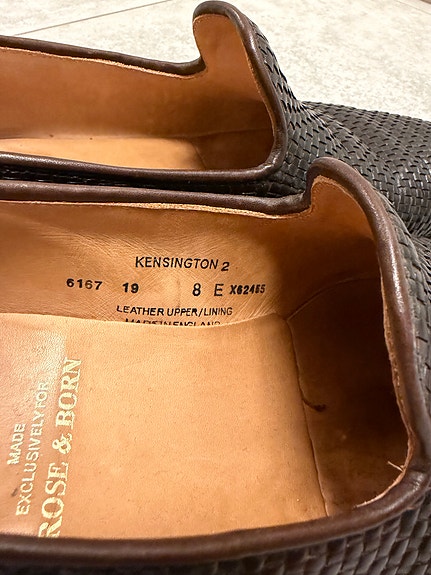 KENSINGTON 2
6167 19 8 E X62455
LEATHER UPPER/LINING
MADE IN ENGLAND
MADE
EXCLUSIVELY FOR
ROSE & BORN